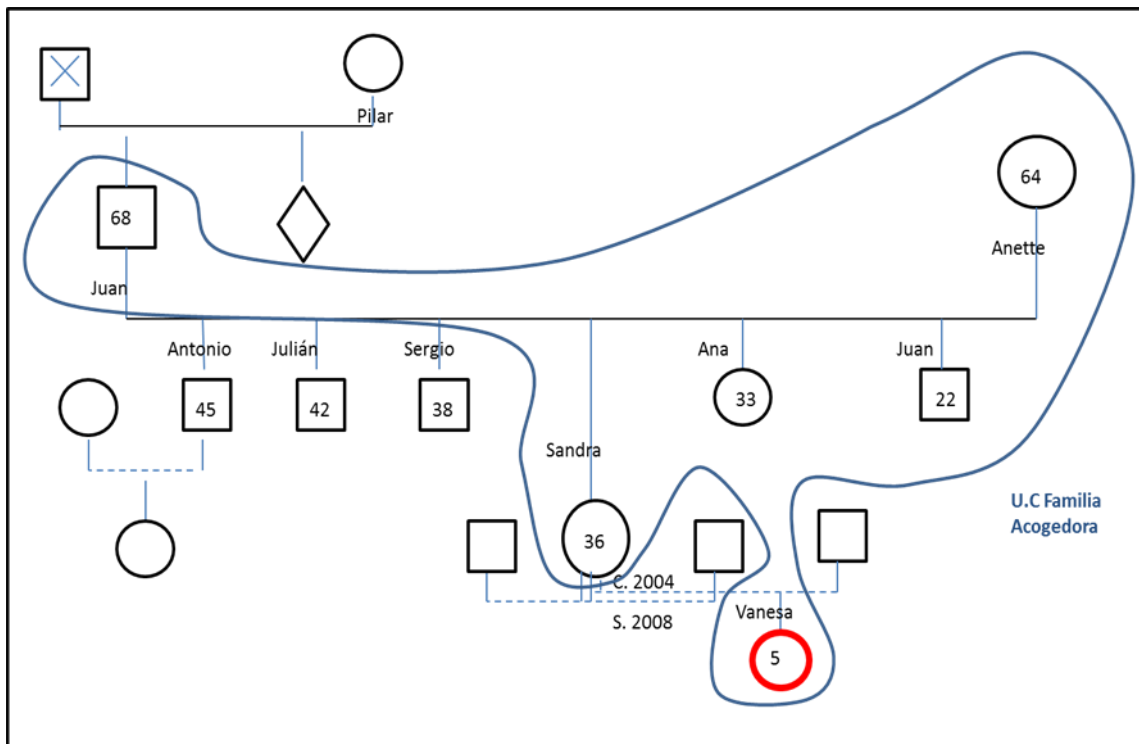 Pilar
64
68
Anette
Juan
Antonio
Julián
Sergio
Ana
Juan
45
42
38
33
22
Sandra
U.C Familia
Acogedora
36
C. 2004
S. 2008
Vanesa
5